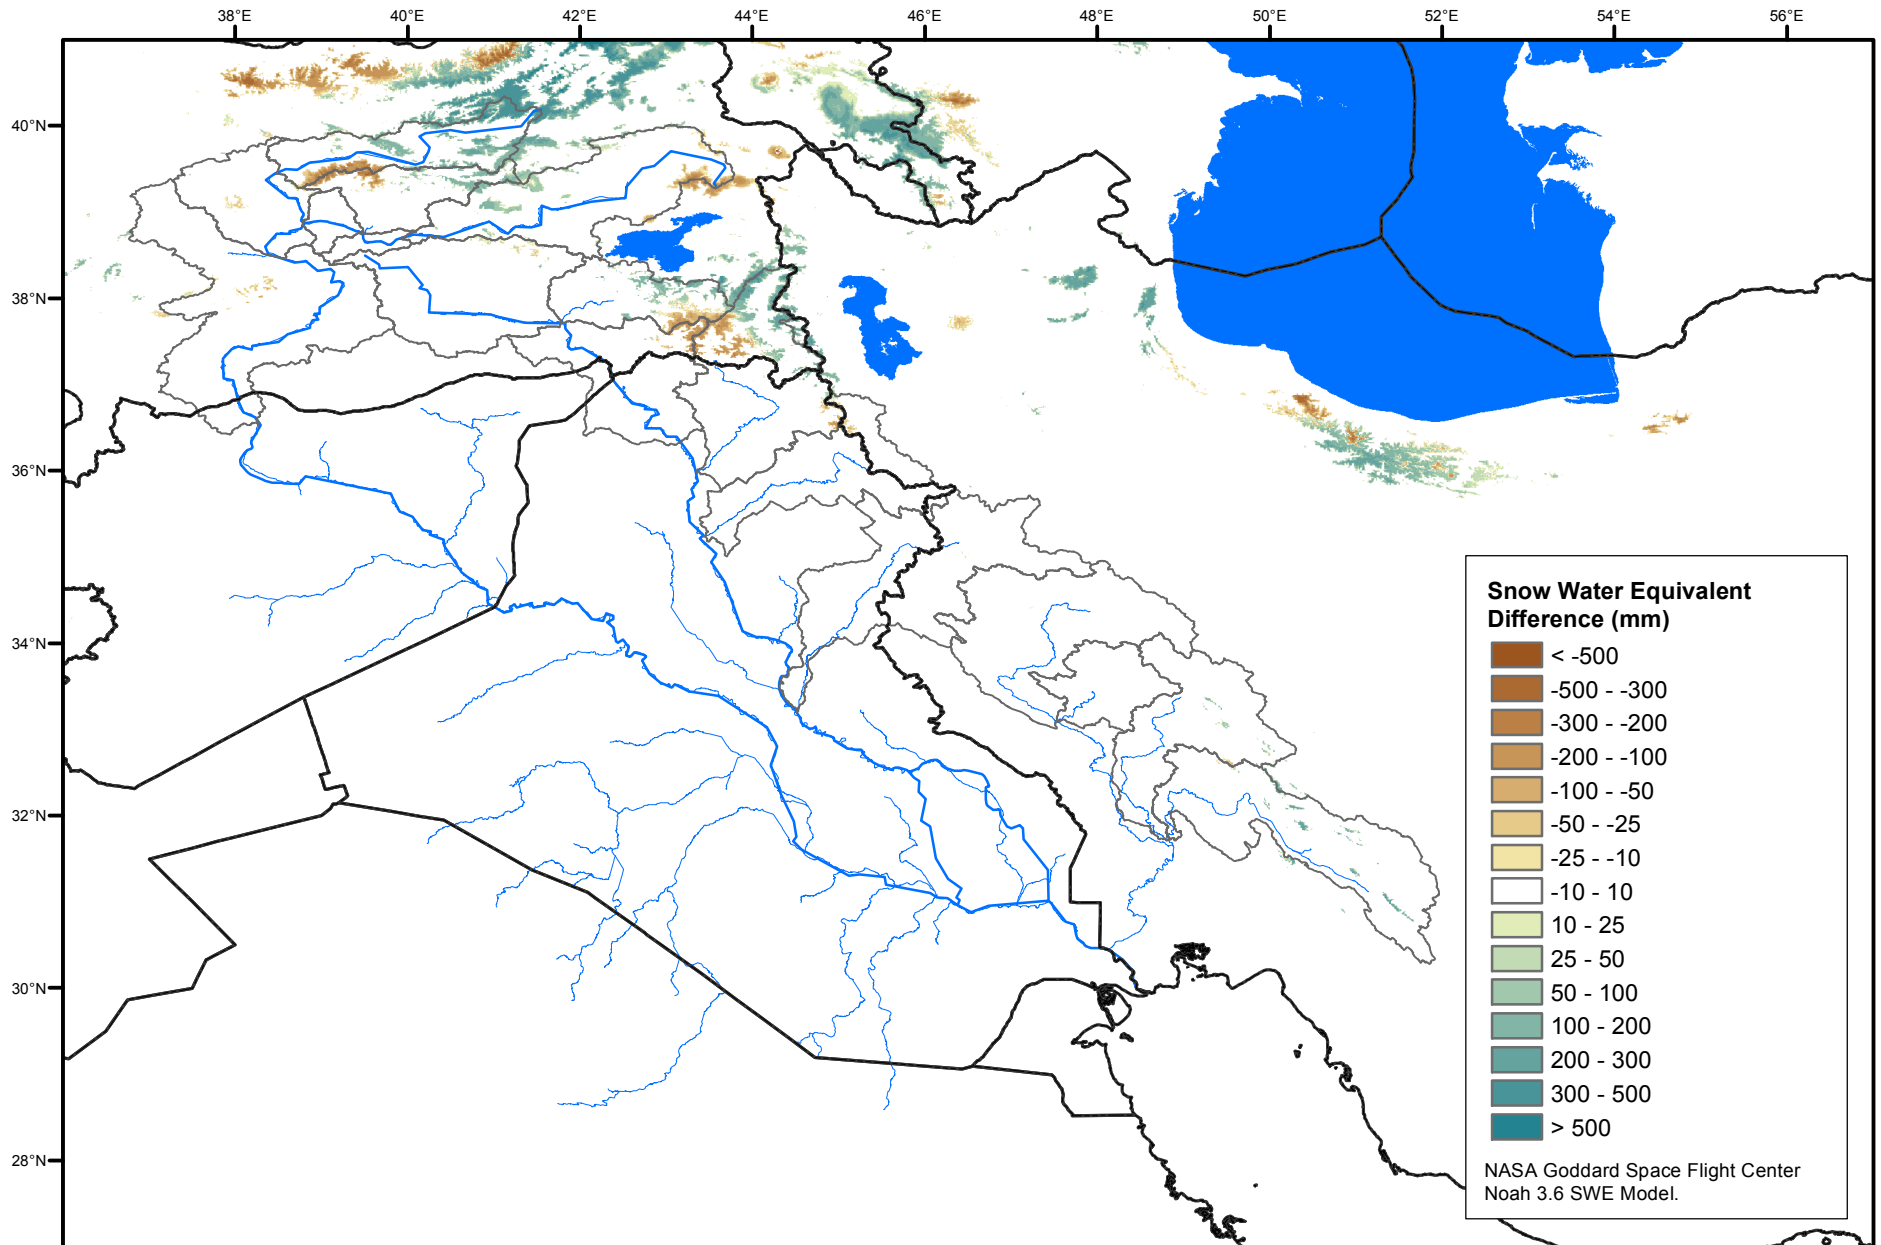 38°E 40°E 42°E 44°E 46°E 48°E 50°E 52°E 54°E 56°E
40°N
38°N
36°N
34°N
32°N
30°N
28°N
Snow Water Equivalent
Difference (mm)
< -500
-500 - -300
-300 - -200
-200 - -100
-100 - -50
-50 - -25
-25 - -10
-10 - 10
10 - 25
25 - 50
50 - 100
100 - 200
200 - 300
300 - 500
> 500
NASA Goddard Space Flight Center
Noah 3.6 SWE Model.